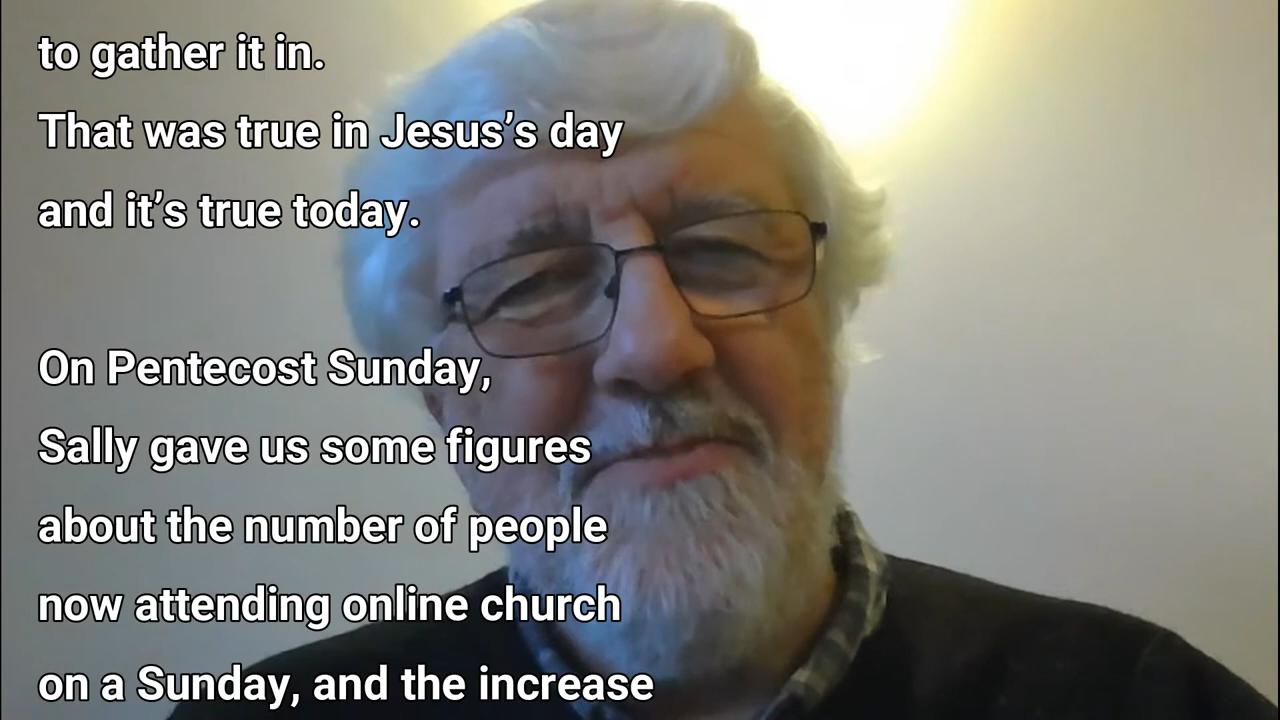 to gather it in.
That was true in Jesus’s day
and it’s true today.
On Pentecost Sunday,
Sally gave us some figures
about the number of people
now attending online church
on a Sunday, and the increase